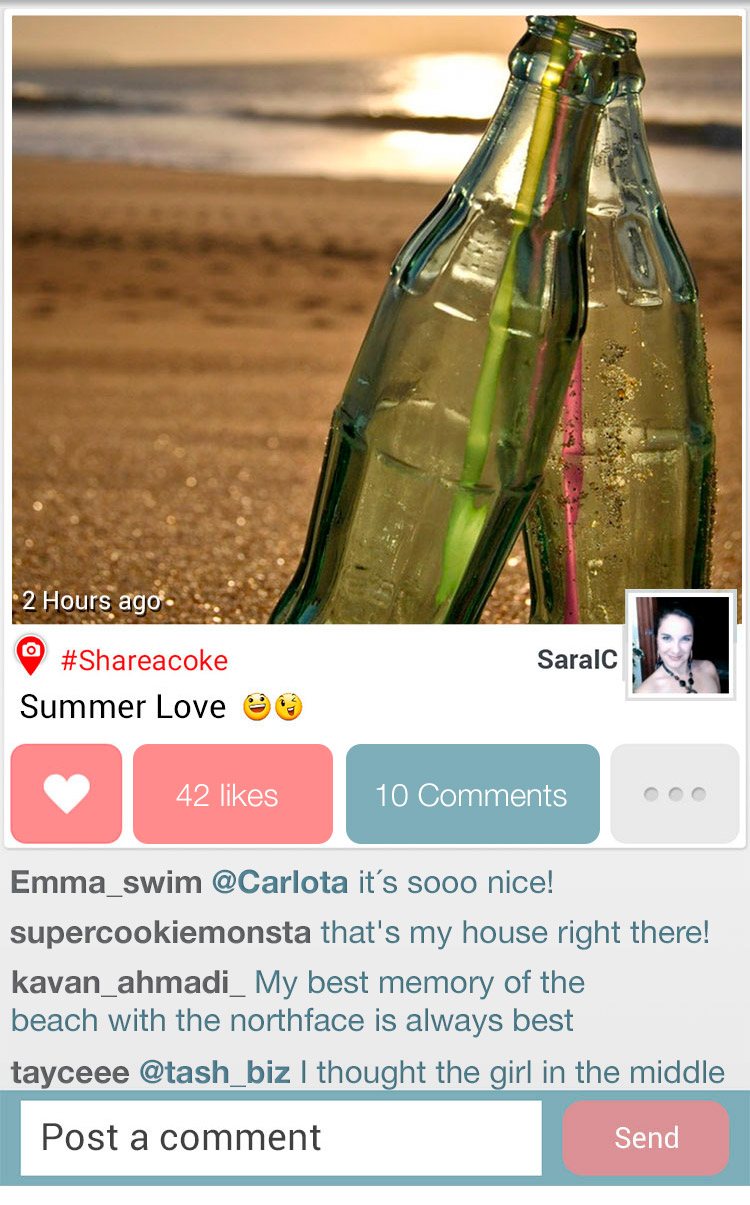 2 Hours ago
#Shareacoke
SaraIC
Summer Love 😄😉
42 likes
10 Comments
Emma_swim @Carlota it´s sooo nice!
supercookiemonsta that's my house right there!
kavan_ahmadi_ My best memory of the
beach with the northface is always best
tayceee @tash_biz I thought the girl in the middle
Post a comment
Send